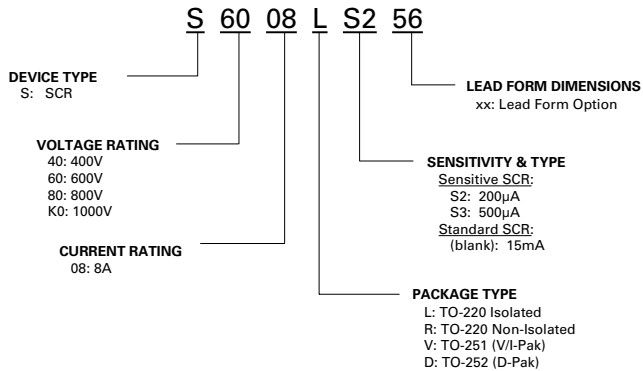 S 60 08 L S2 56
DEVICE TYPE
S: SCR
VOLTAGE RATING
40: 400V
60: 600V
80: 800V
K0: 1000V
CURRENT RATING
08: 8A
LEAD FORM DIMENSIONS
xx: Lead Form Option
SENSITIVITY & TYPE
Sensitive SCR:
S2: 200µA
S3: 500µA
Standard SCR:
(blank): 15mA
PACKAGE TYPE
L: TO-220 Isolated
R: TO-220 Non-Isolated
V: TO-251 (V/I-Pak)
D: TO-252 (D-Pak)